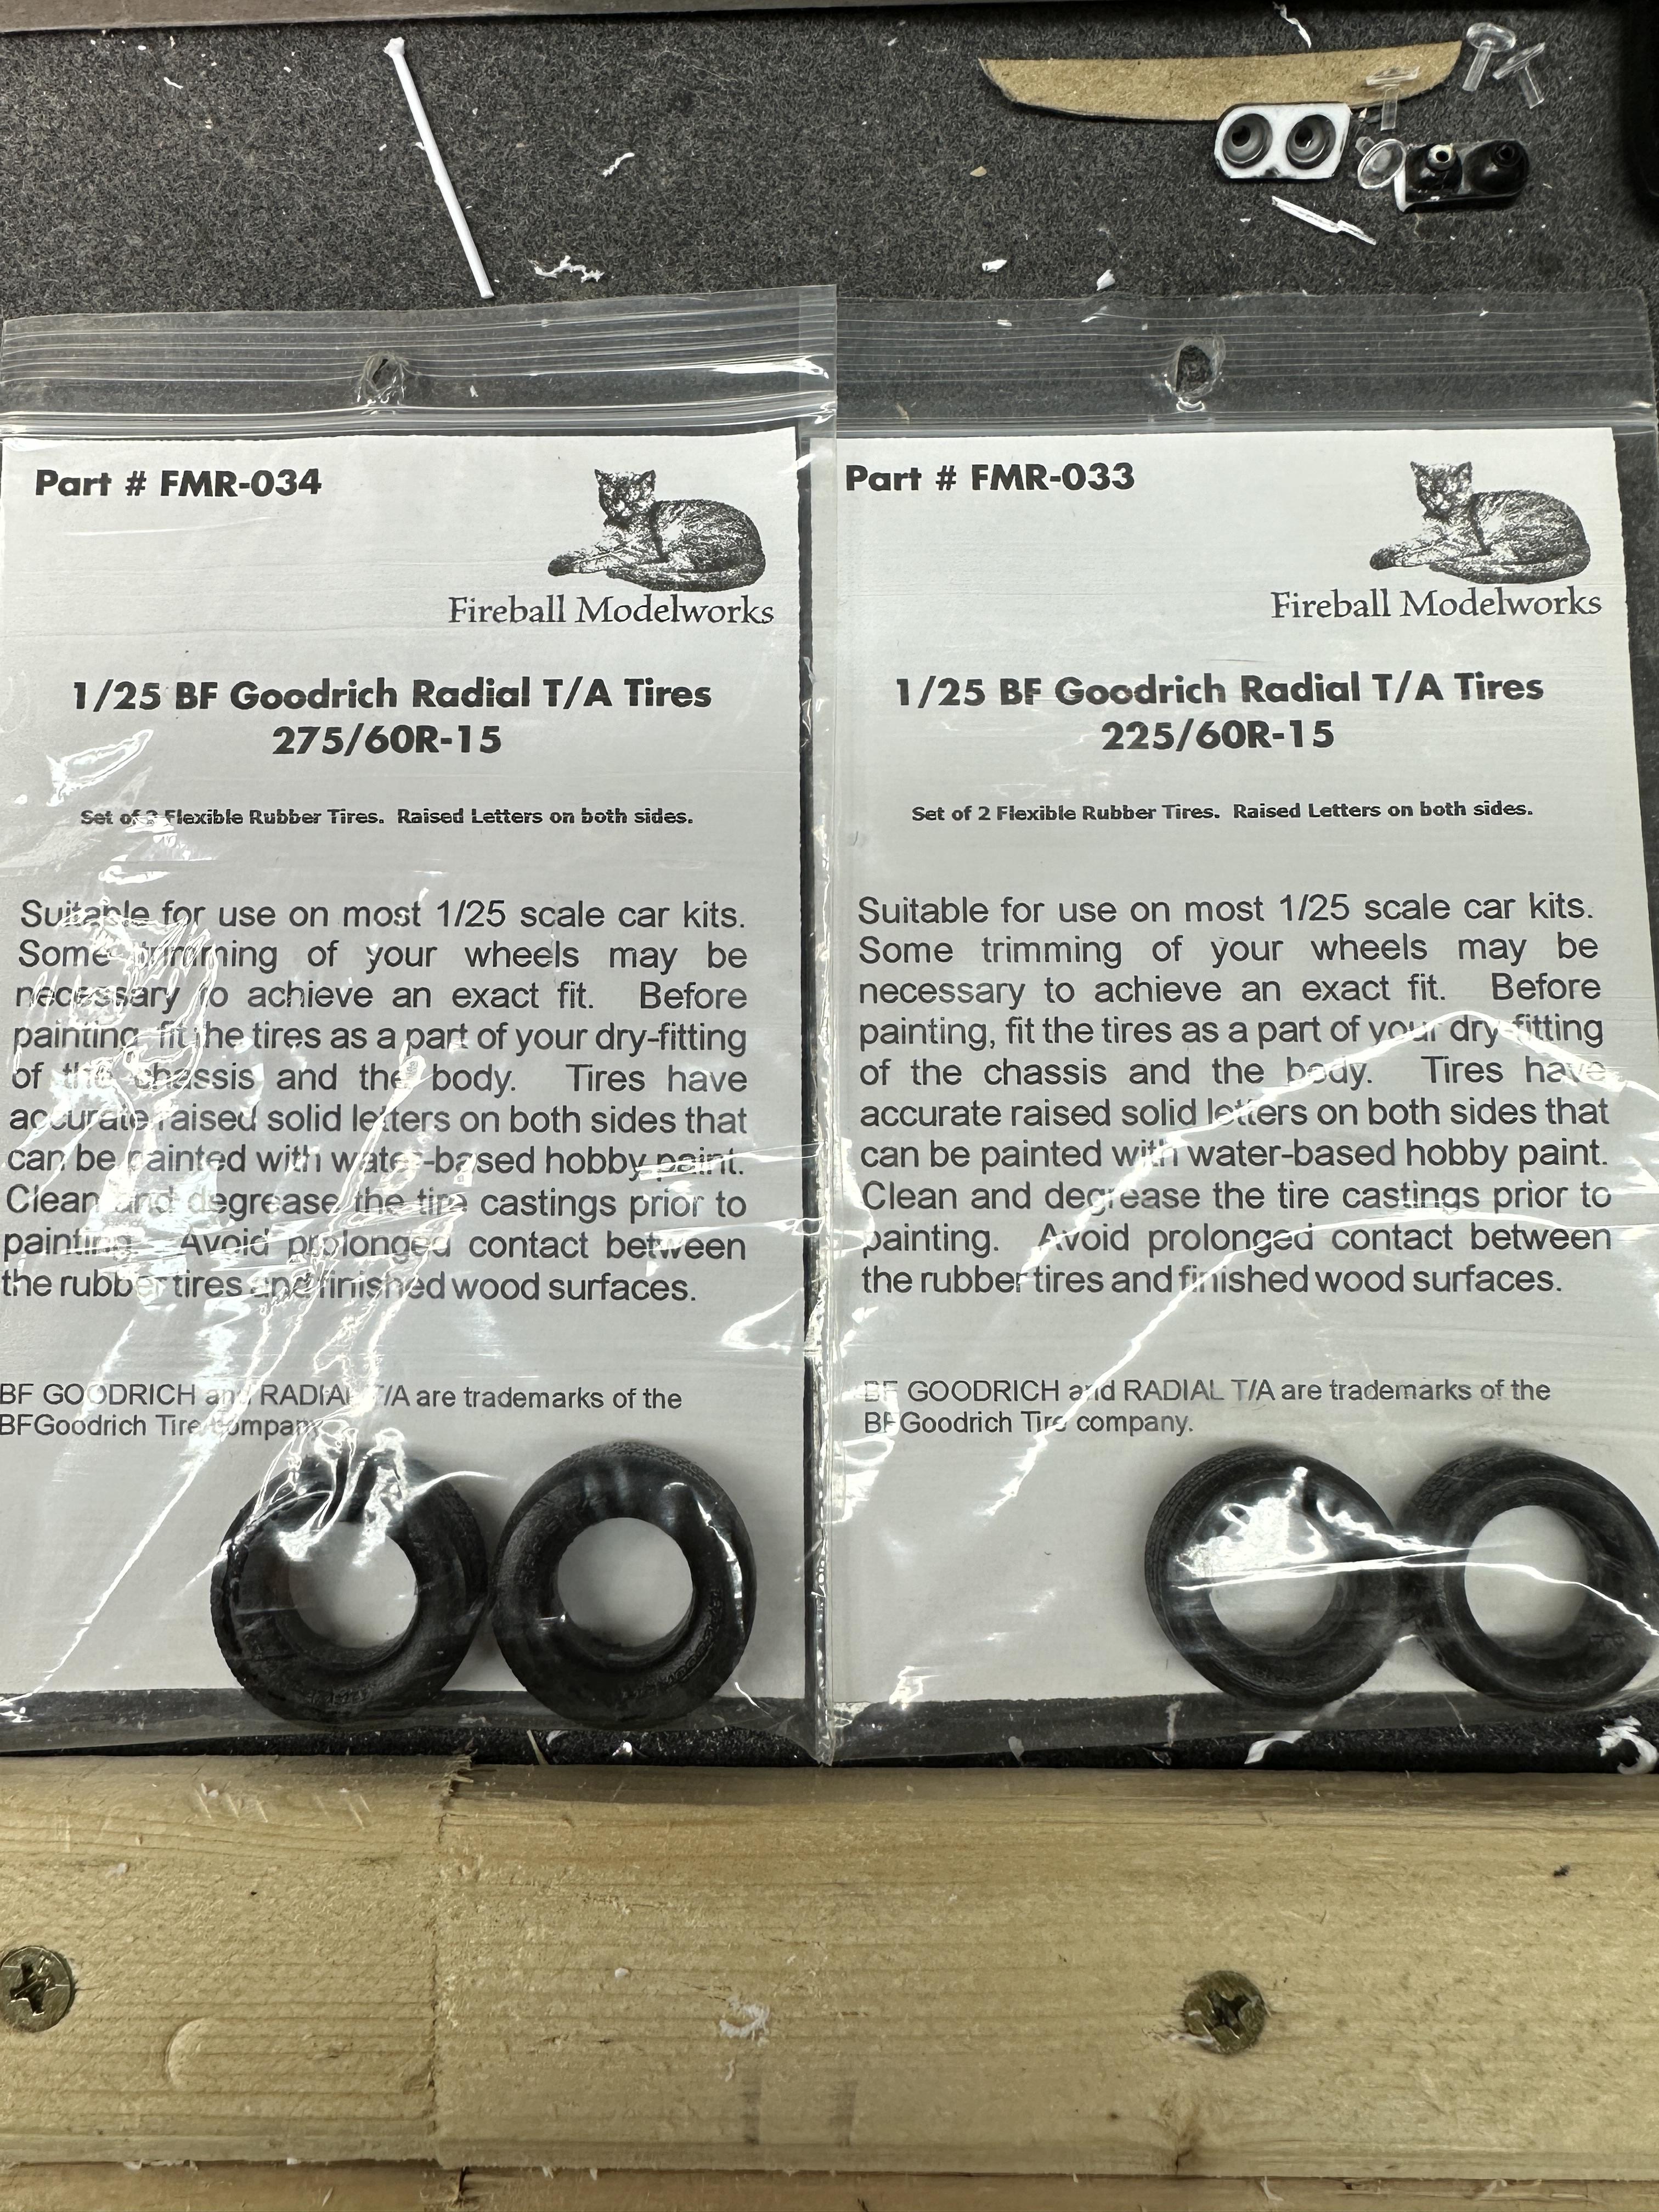 Part # FMR-034
Fireball Modelworks
1/25 BF Goodrich Radial T/A Tires
275/60R-15
Set of 2 Flexible Rubber Tires. Raised Letters on both sides.
Suitable for use on most 1/25 scale car kits.
Some trimming of your wheels may be
necessary to achieve an exact fit. Before
painting, fit the tires as a part of your dry-fitting
of the chassis and the body. Tires have
accurate raised solid letters on both sides that
can be painted with water-based hobby paint.
Clean and degrease the tire castings prior to
painting. Avoid prolonged contact between
the rubber tires and finished wood surfaces.
BF GOODRICH and RADIAL T/A are trademarks of the
BFGoodrich Tire company.
Part # FMR-033
Fireball Modelworks
1/25 BF Goodrich Radial T/A Tires
225/60R-15
Set of 2 Flexible Rubber Tires. Raised Letters on both sides.
Suitable for use on most 1/25 scale car kits.
Some trimming of your wheels may be
necessary to achieve an exact fit. Before
painting, fit the tires as a part of your dry-fitting
of the chassis and the body. Tires have
accurate raised solid letters on both sides that
can be painted with water-based hobby paint.
Clean and degrease the tire castings prior to
painting. Avoid prolonged contact between
the rubber tires and finished wood surfaces.
BF GOODRICH and RADIAL T/A are trademarks of the
BFGoodrich Tire company.